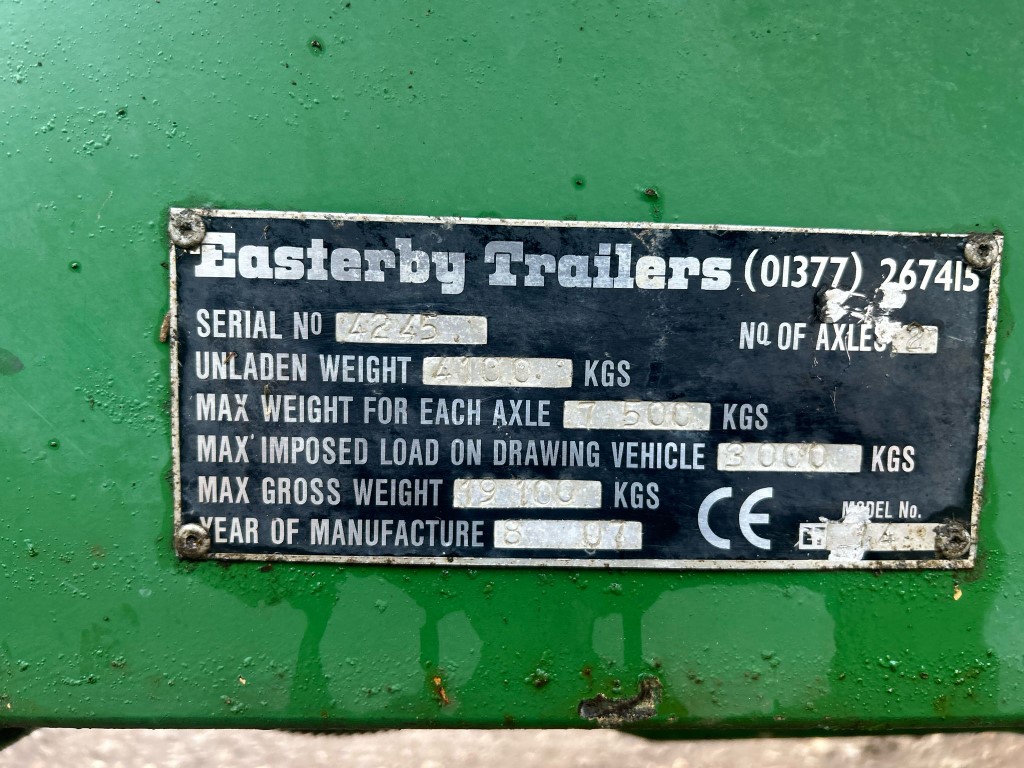 Easterby Trailers (01377) 267415
SERIAL NO 4245
NO OF AXLES 2
UNLADEN WEIGHT 4100 KGS
MAX WEIGHT FOR EACH AXLE 7 500 KGS
MAX IMPOSED LOAD ON DRAWING VEHICLE 3000 KGS
MAX GROSS WEIGHT 19 100 KGS
YEAR OF MANUFACTURE 8 07
CE
MODEL No.